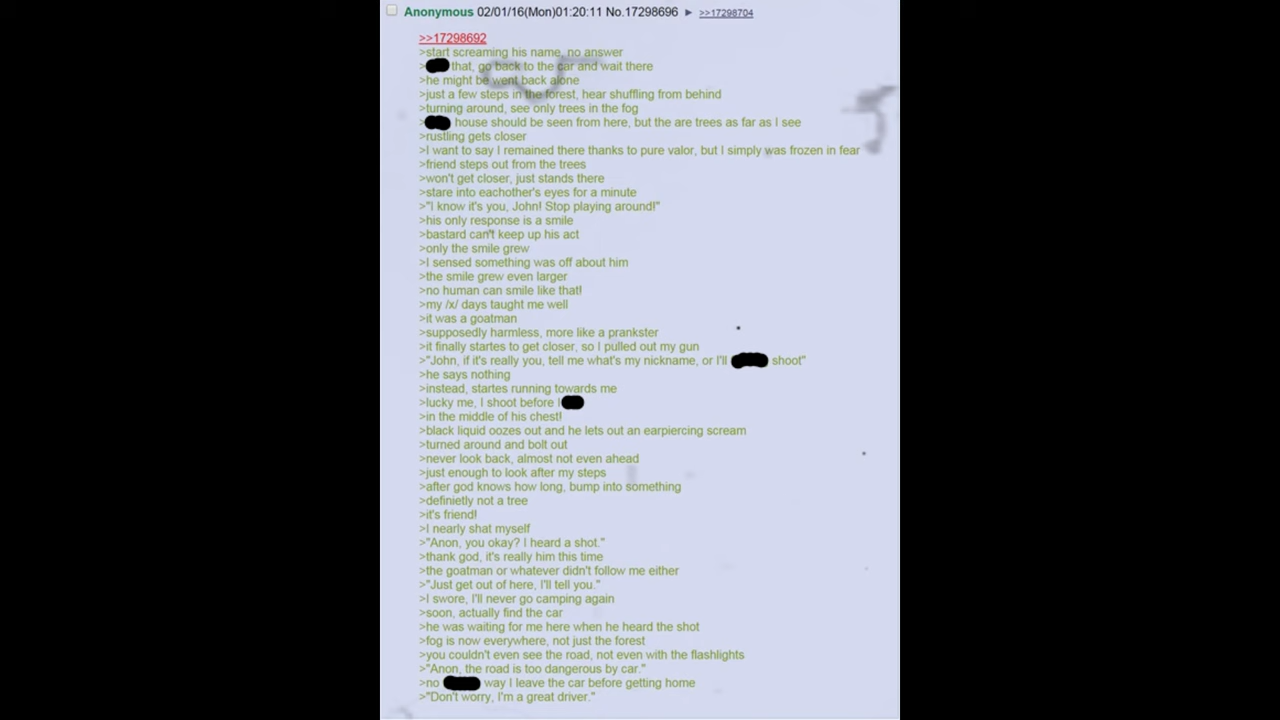 Anonymous 02/01/16(Mon)01:20:11 No.17298696 ► >>17298704
>>17298692
>start screaming his name, no answer
> that, go back to the car and wait there
>he might be went back alone
>just a few steps in the forest, hear shuffling from behind
>turning around, see only trees in the fog
> house should be seen from here, but the are trees as far as I see
>rustling gets closer
>I want to say I remained there thanks to pure valor, but I simply was frozen in fear
>friend steps out from the trees
>won't get closer, just stands there
>stare into eachother's eyes for a minute
>"I know it's you, John! Stop playing around!"
>his only response is a smile
>bastard can't keep up his act
>only the smile grew
>I sensed something was off about him
>the smile grew even larger
>no human can smile like that!
>my /x/ days taught me well
>it was a goatman
>supposedly harmless, more like a prankster
>it finally startes to get closer, so I pulled out my gun
>"John, if it's really you, tell me what's my nickname, or I'll shoot"
>he says nothing
>instead, startes running towards me
>lucky me, I shoot before I
>in the middle of his chest!
>black liquid oozes out and he lets out an earpiercing scream
>turned around and bolt out
>never look back, almost not even ahead
>just enough to look after my steps
>after god knows how long, bump into something
>definietly not a tree
>it's friend!
>I nearly shat myself
>"Anon, you okay? I heard a shot."
>thank god, it's really him this time
>the goatman or whatever didn't follow me either
>"Just get out of here, I'll tell you."
>I swore, I'll never go camping again
>soon, actually find the car
>he was waiting for me here when he heard the shot
>fog is now everywhere, not just the forest
>you couldn't even see the road, not even with the flashlights
>"Anon, the road is too dangerous by car."
>no way I leave the car before getting home
>"Don't worry, I'm a great driver."